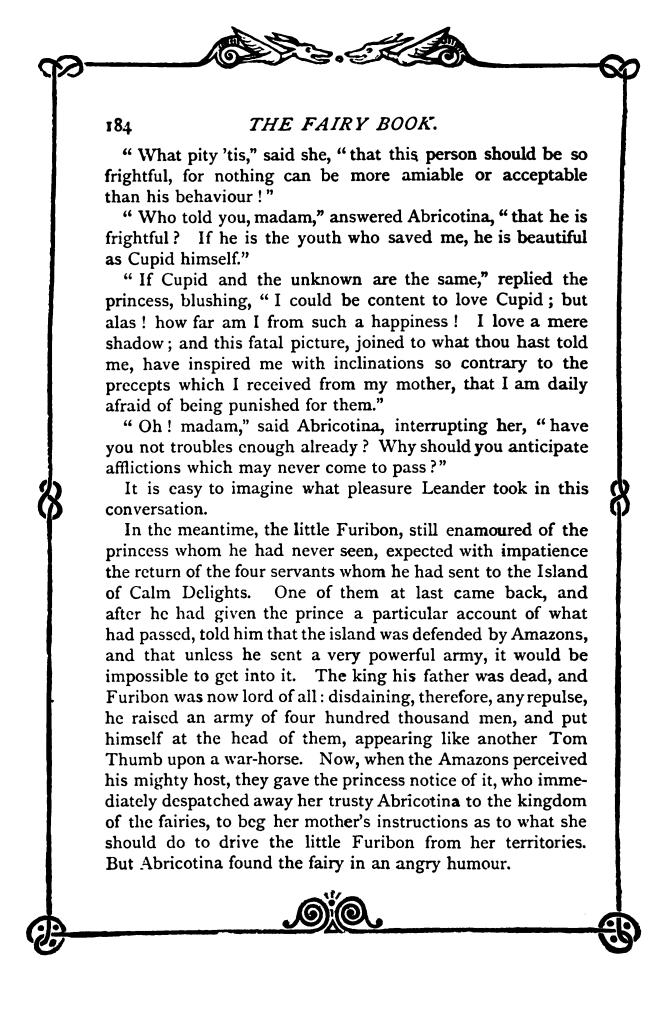 184 THE FAIRY BOOK.
“ What pity ’tis,” said she, “ that this person should be so
frightful, for nothing can be more amiable or acceptable
than his behaviour ! ”
“ Who told you, madam,” answered Abricotina, “ that he is
frightful ? If he is the youth who saved me, he is beautiful
as Cupid himself.”
“ If Cupid and the unknown are the same,” replied the
princess, blushing, “ I could be content to love Cupid ; but
alas ! how far am I from such a happiness ! I love a mere
shadow ; and this fatal picture, joined to what thou hast told
me, have inspired me with inclinations so contrary to the
precepts which I received from my mother, that I am daily
afraid of being punished for them.”
“ Oh ! madam,” said Abricotina, interrupting her, “ have
you not troubles enough already ? Why should you anticipate
afflictions which may never come to pass ? ”
It is easy to imagine what pleasure Leander took in this
conversation.
In the meantime, the little Furibon, still enamoured of the
princess whom he had never seen, expected with impatience
the return of the four servants whom he had sent to the Island
of Calm Delights. One of them at last came back, and
after he had given the prince a particular account of what
had passed, told him that the island was defended by Amazons,
and that unless he sent a very powerful army, it would be
impossible to get into it. The king his father was dead, and
Furibon was now lord of all : disdaining, therefore, any repulse,
he raised an army of four hundred thousand men, and put
himself at the head of them, appearing like another Tom
Thumb upon a war-horse. Now, when the Amazons perceived
his mighty host, they gave the princess notice of it, who imme-
diately despatched away her trusty Abricotina to the kingdom
of the fairies, to beg her mother’s instructions as to what she
should do to drive the little Furibon from her territories.
But Abricotina found the fairy in an angry humour.